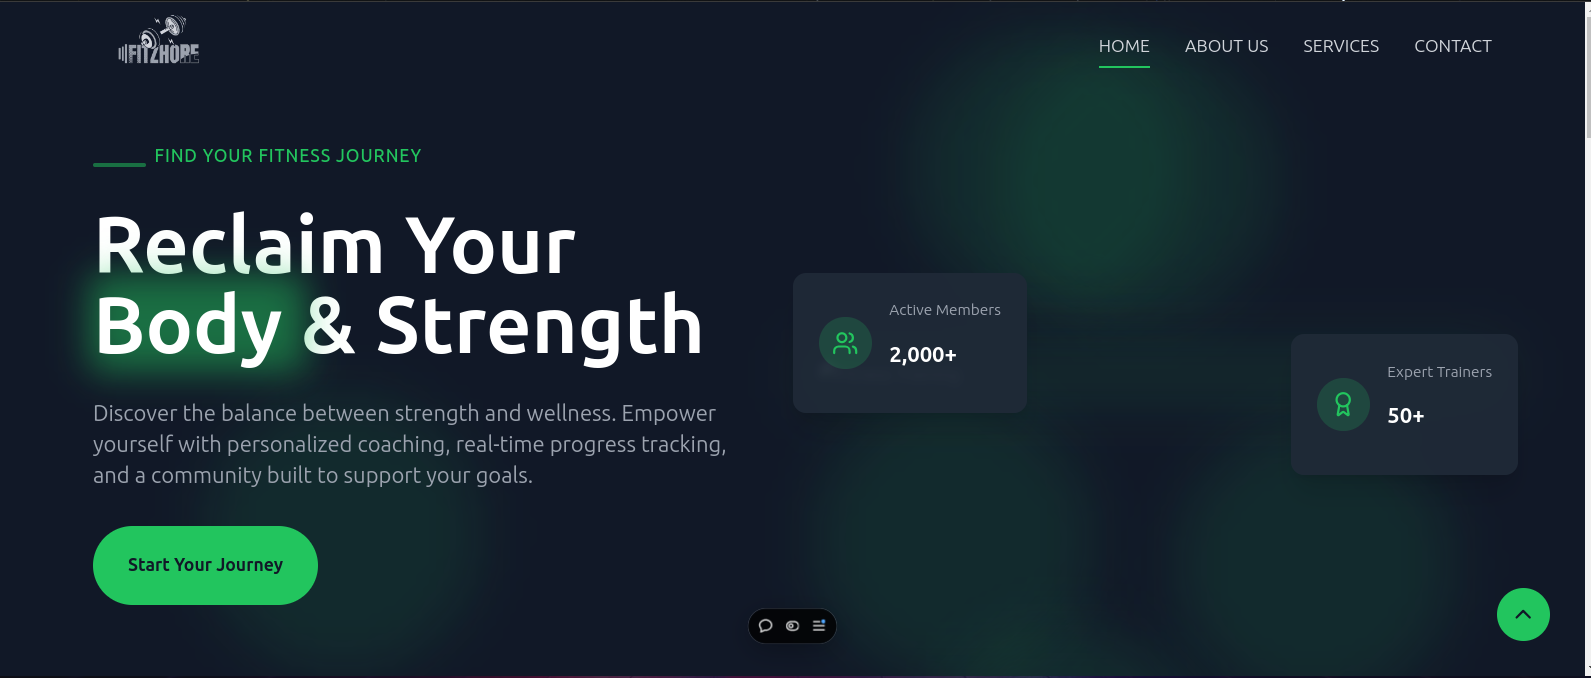 FITZHOPE
HOME ABOUT US SERVICES CONTACT
FIND YOUR FITNESS JOURNEY
Reclaim Your
Body & Strength
Discover the balance between strength and wellness. Empower
yourself with personalized coaching, real-time progress tracking,
and a community built to support your goals.
Start Your Journey
Active Members
2,000+
Expert Trainers
50+